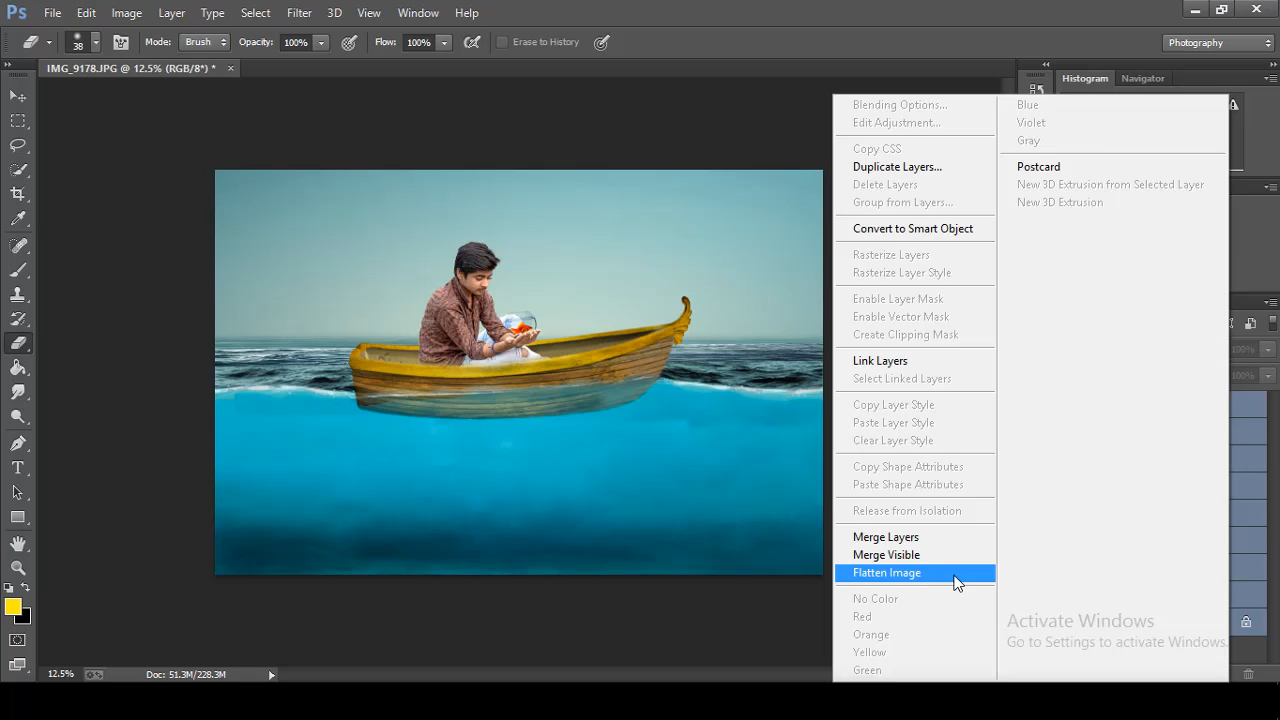 Ps File Edit Image Layer Type Select Filter 3D View Window Help
38 Mode: Brush Opacity: 100% Flow: 100% Erase to History Photography
IMG_9178.JPG @ 12.5% (RGB/8*) * ×
Histogram Navigator
Blending Options...
Edit Adjustment...
Copy CSS
Duplicate Layers...
Delete Layers
Group from Layers...
Convert to Smart Object
Rasterize Layers
Rasterize Layer Style
Enable Layer Mask
Enable Vector Mask
Create Clipping Mask
Link Layers
Select Linked Layers
Copy Layer Style
Paste Layer Style
Clear Layer Style
Copy Shape Attributes
Paste Shape Attributes
Release from Isolation
Merge Layers
Merge Visible
Flatten Image
No Color
Red
Orange
Yellow
Green
Blue
Violet
Gray
Postcard
New 3D Extrusion from Selected Layer
New 3D Extrusion
100%
100%
Activate Windows
Go to Settings to activate Windows.
12.5% Doc: 51.3M/228.3M